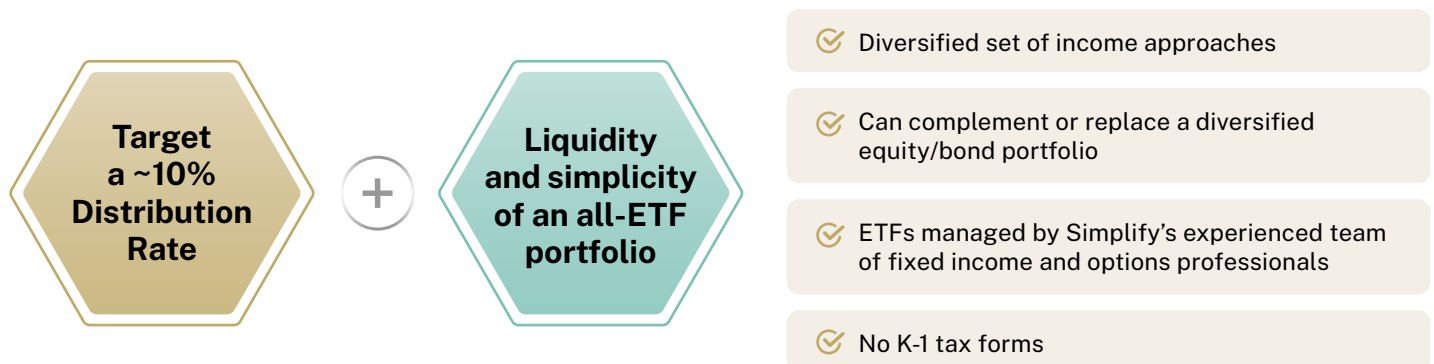 Target
a ~10%
Distribution
Rate
+
Liquidity
and simplicity
of an all-ETF
portfolio
Diversified set of income approaches
Can complement or replace a diversified
equity/bond portfolio
ETFs managed by Simplify’s experienced team
of fixed income and options professionals
No K-1 tax forms